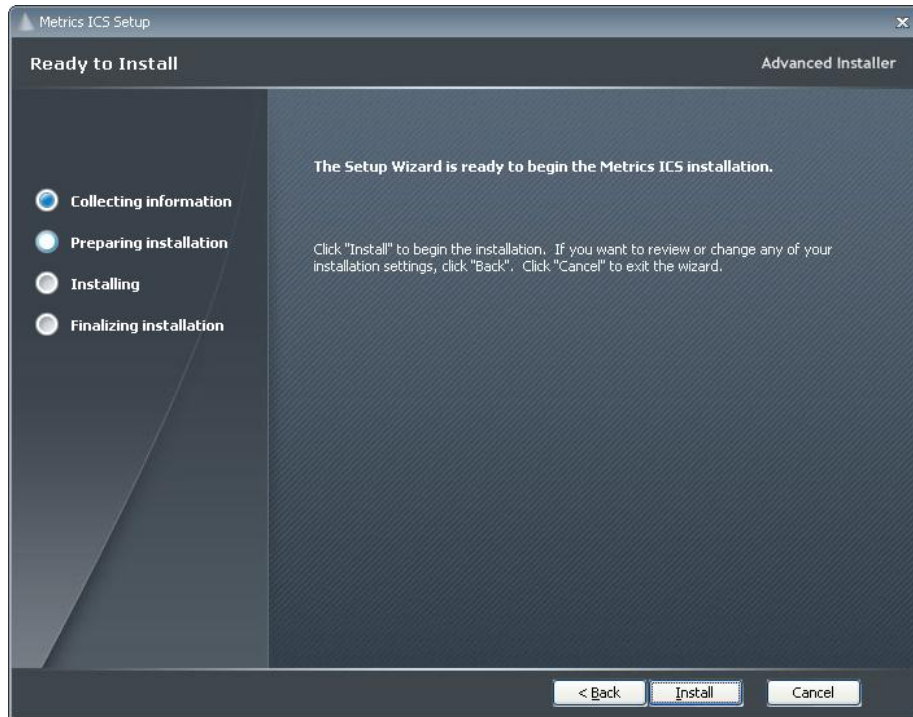 Metrics ICS Setup
Ready to Install
Advanced Installer
Collecting information
Preparing installation
Installing
Finalizing installation
The Setup Wizard is ready to begin the Metrics ICS installation.
Click "Install" to begin the installation. If you want to review or change any of your
installation settings, click "Back". Click "Cancel" to exit the wizard.
< Back
Install
Cancel